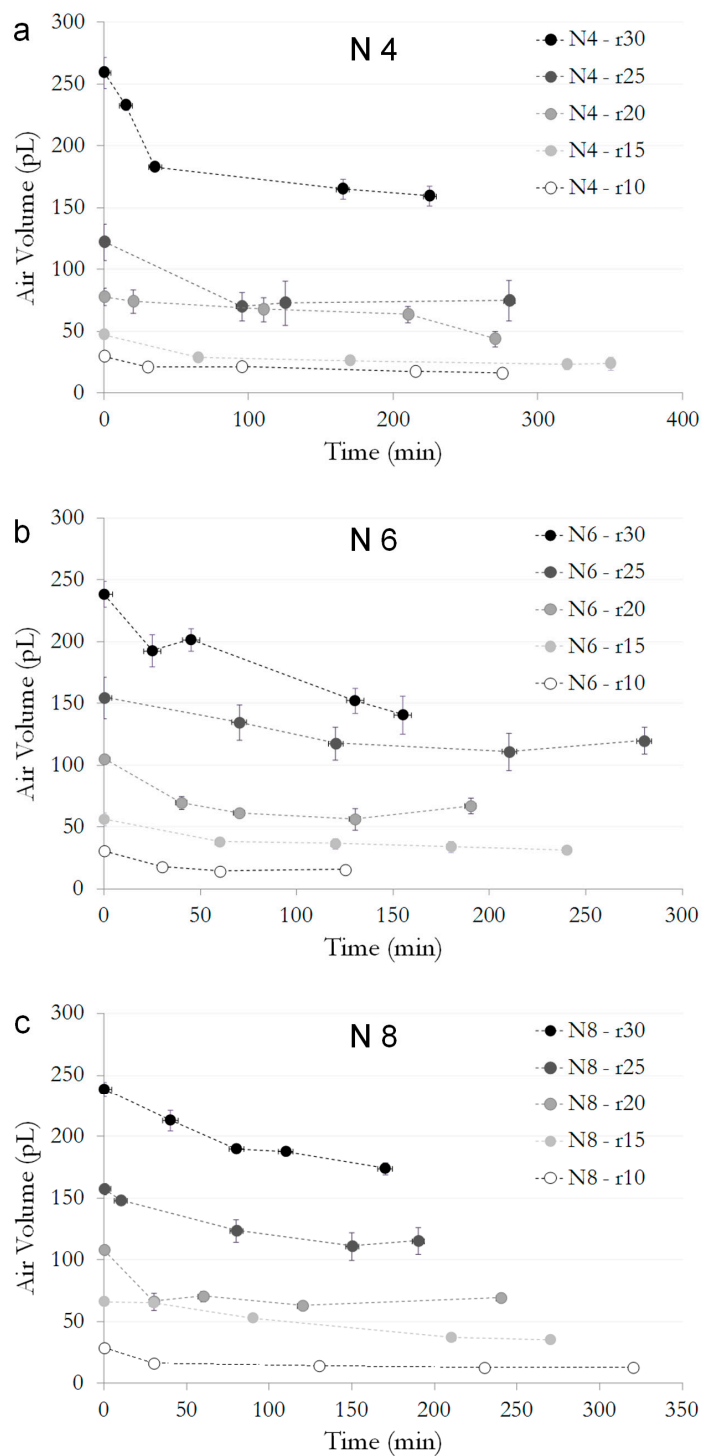 a
N 4
300
250
200
150
100
50
0
Air Volume (pL)
0 100 200 300 400
Time (min)
N4 - r30
N4 - r25
N4 - r20
N4 - r15
N4 - r10
b
N 6
300
250
200
150
100
50
0
Air Volume (pL)
0 50 100 150 200 250 300
Time (min)
N6 - r30
N6 - r25
N6 - r20
N6 - r15
N6 - r10
c
N 8
300
250
200
150
100
50
0
Air Volume (pL)
0 50 100 150 200 250 300 350
Time (min)
N8 - r30
N8 - r25
N8 - r20
N8 - r15
N8 - r10